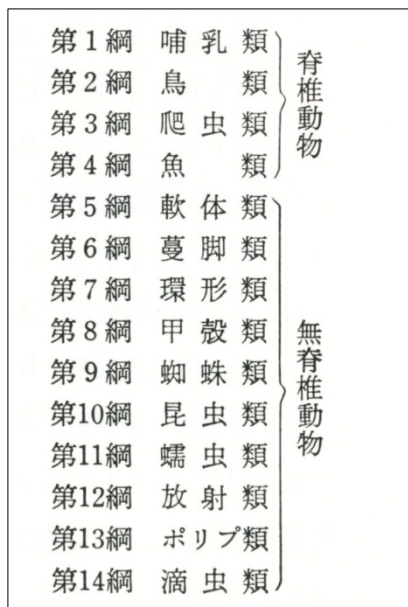 第1綱 哺乳類
第2綱 鳥類
第3綱 爬虫類
第4綱 魚類
脊椎動物
第5綱 軟体類
第6綱 蔓脚類
第7綱 環形類
第8綱 甲殻類
第9綱 蜘蛛類
第10綱 昆虫類
第11綱 蠕虫類
第12綱 放射類
第13綱 ポリプ類
第14綱 滴虫類
無脊椎動物